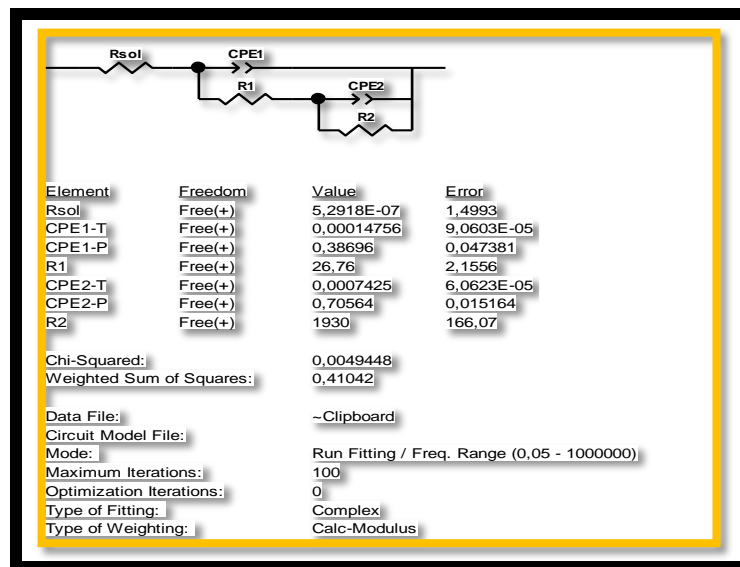 Rsol CPE1
R1 CPE2
R2
Element Freedom Value Error
Rsol Free(+) 5,2918E-07 1,4993
CPE1-T Free(+) 0,00014756 9,0603E-05
CPE1-P Free(+) 0,38696 0,047381
R1 Free(+) 26,76 2,1556
CPE2-T Free(+) 0,0007425 6,0623E-05
CPE2-P Free(+) 0,70564 0,015164
R2 Free(+) 1930 166,07
Chi-Squared: 0,0049448
Weighted Sum of Squares: 0,41042
Data File: ~Clipboard
Circuit Model File:
Mode: Run Fitting / Freq. Range (0,05 - 1000000)
Maximum Iterations: 100
Optimization Iterations: 0
Type of Fitting: Complex
Type of Weighting: Calc-Modulus